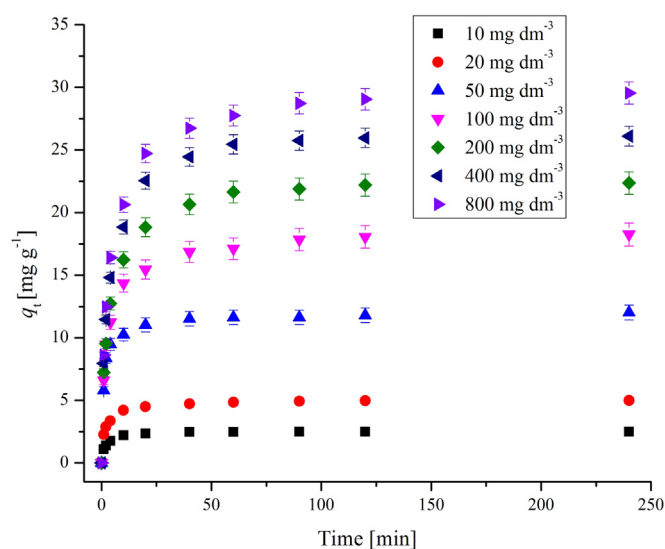 35
30
25
20
15
10
5
0
qt [mg g-1]
10 mg dm-3
20 mg dm-3
50 mg dm-3
100 mg dm-3
200 mg dm-3
400 mg dm-3
800 mg dm-3
0 50 100 150 200 250
Time [min]